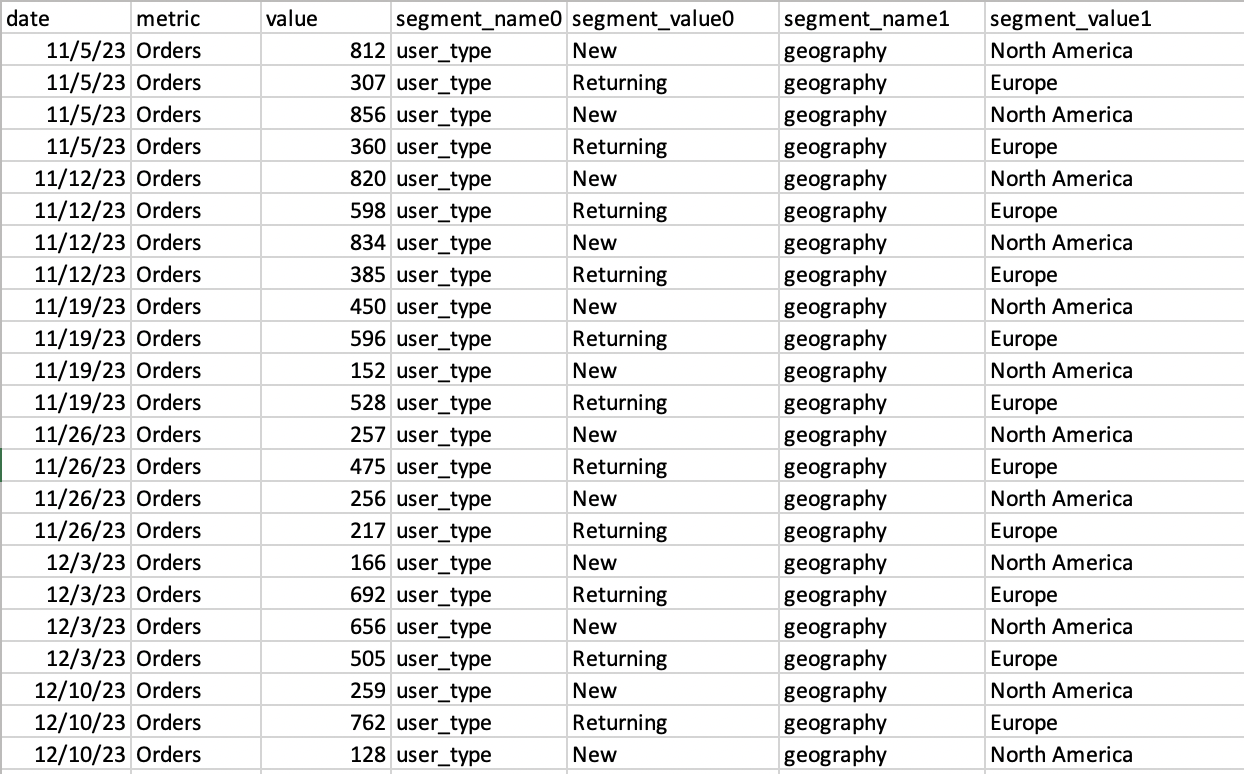 date metric value segment_name0 segment_value0 segment_name1 segment_value1
11/5/23 Orders 812 user_type New geography North America
11/5/23 Orders 307 user_type Returning geography Europe
11/5/23 Orders 856 user_type New geography North America
11/5/23 Orders 360 user_type Returning geography Europe
11/12/23 Orders 820 user_type New geography North America
11/12/23 Orders 598 user_type Returning geography Europe
11/12/23 Orders 834 user_type New geography North America
11/12/23 Orders 385 user_type Returning geography Europe
11/19/23 Orders 450 user_type New geography North America
11/19/23 Orders 596 user_type Returning geography Europe
11/19/23 Orders 152 user_type New geography North America
11/19/23 Orders 528 user_type Returning geography Europe
11/26/23 Orders 257 user_type New geography North America
11/26/23 Orders 475 user_type Returning geography Europe
11/26/23 Orders 256 user_type New geography North America
11/26/23 Orders 217 user_type Returning geography Europe
12/3/23 Orders 166 user_type New geography North America
12/3/23 Orders 692 user_type Returning geography Europe
12/3/23 Orders 656 user_type New geography North America
12/3/23 Orders 505 user_type Returning geography Europe
12/10/23 Orders 259 user_type New geography North America
12/10/23 Orders 762 user_type Returning geography Europe
12/10/23 Orders 128 user_type New geography North America